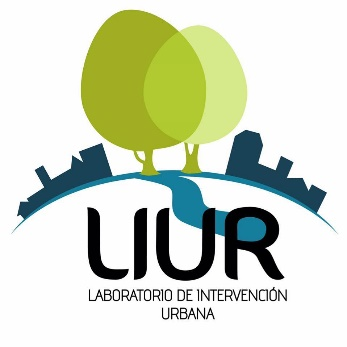 LIUR
LABORATORIO DE INTERVENCIÓN
URBANA